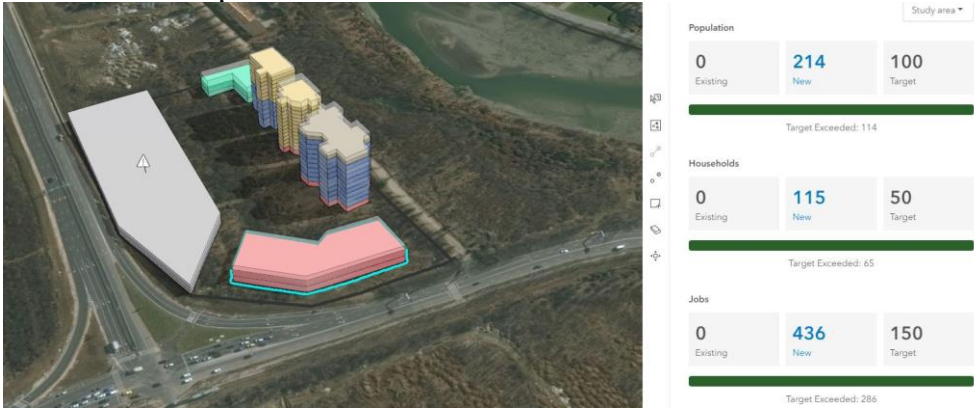 Study area
Population
0 214 100
Existing New Target
Target Exceeded: 114
Households
0 115 50
Existing New Target
Target Exceeded: 65
Jobs
0 436 150
Existing New Target
Target Exceeded: 286